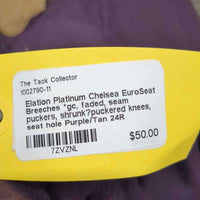 The Tack Collector
1002790-11
Elation Platinum Chelsea EuroSeat
Breeches *gc, faded, seam
puckers, shrunk?puckered knees,
seat hole Purple/Tan 24R
$50.00
7ZVZNL